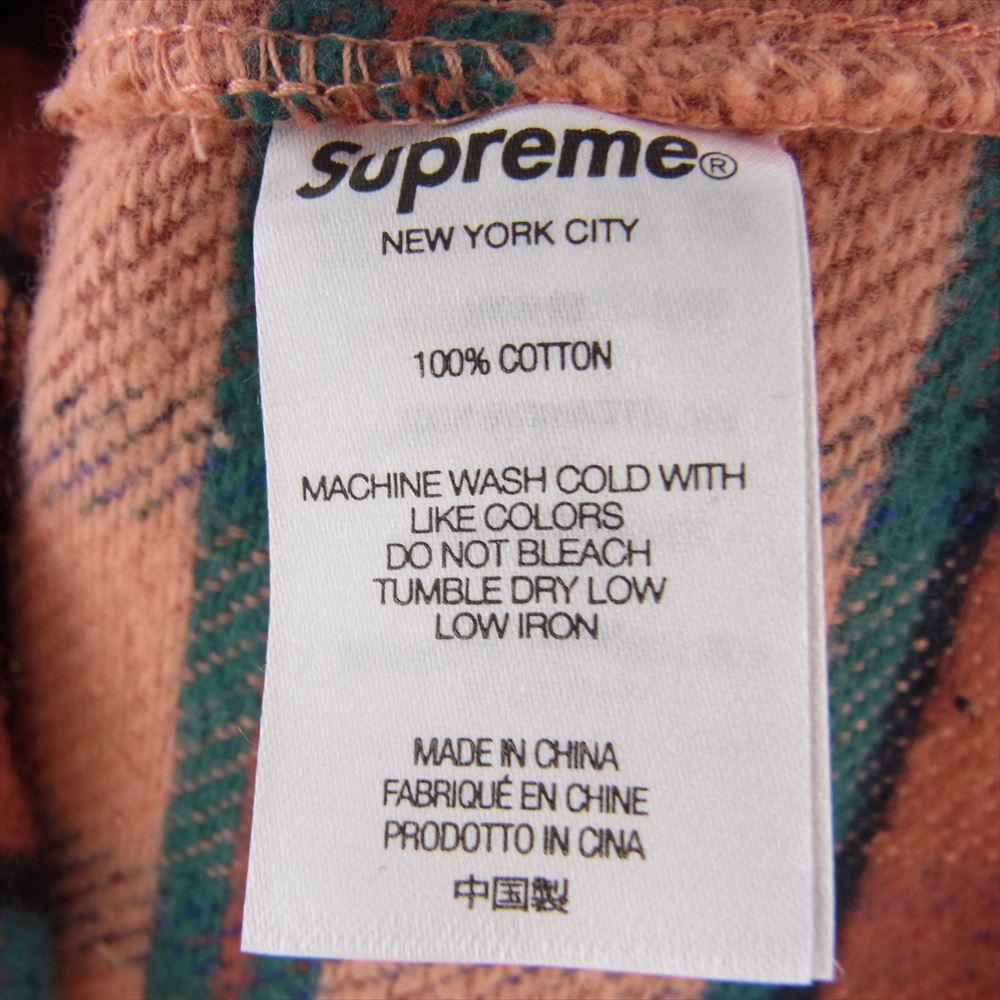 Supreme®
NEW YORK CITY
100% COTTON
MACHINE WASH COLD WITH
LIKE COLORS
DO NOT BLEACH
TUMBLE DRY LOW
LOW IRON
MADE IN CHINA
FABRIQUÉ EN CHINE
PRODOTTO IN CINA
中国製